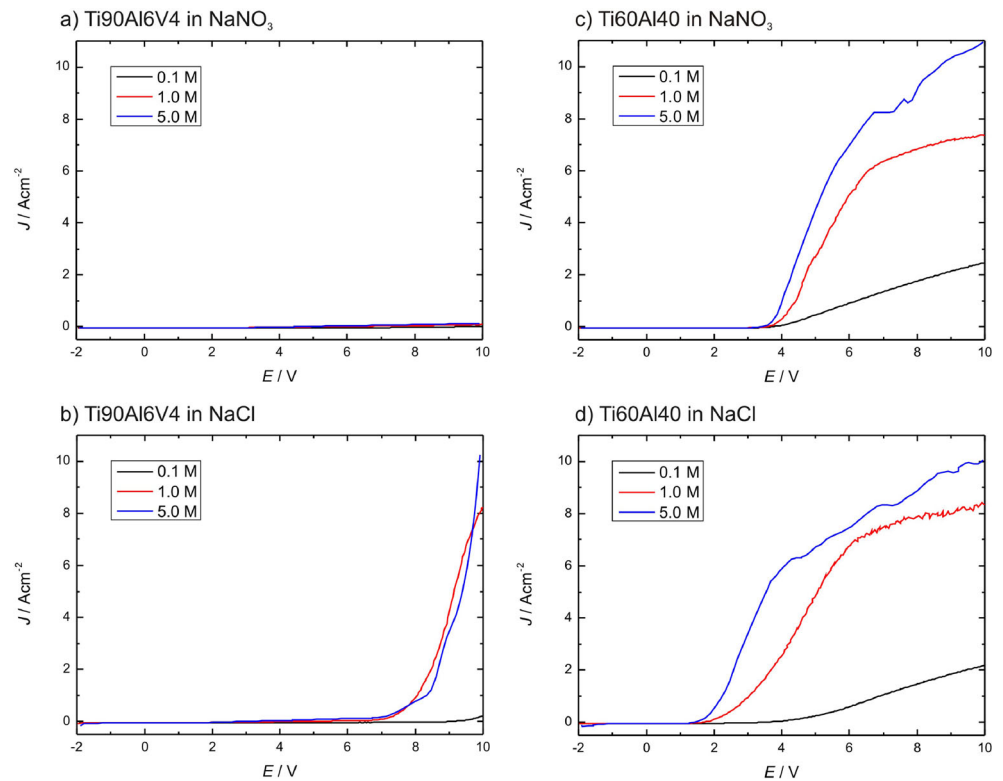 a) Ti90Al6V4 in NaNO3
0.1 M
1.0 M
5.0 M
10
8
6
4
2
0
J / Acm-2
-2 0 2 4 6 8 10
E / V
b) Ti90Al6V4 in NaCl
0.1 M
1.0 M
5.0 M
10
8
6
4
2
0
J / Acm-2
-2 0 2 4 6 8 10
E / V
c) Ti60Al40 in NaNO3
0.1 M
1.0 M
5.0 M
10
8
6
4
2
0
J / Acm-2
-2 0 2 4 6 8 10
E / V
d) Ti60Al40 in NaCl
0.1 M
1.0 M
5.0 M
10
8
6
4
2
0
J / Acm-2
-2 0 2 4 6 8 10
E / V